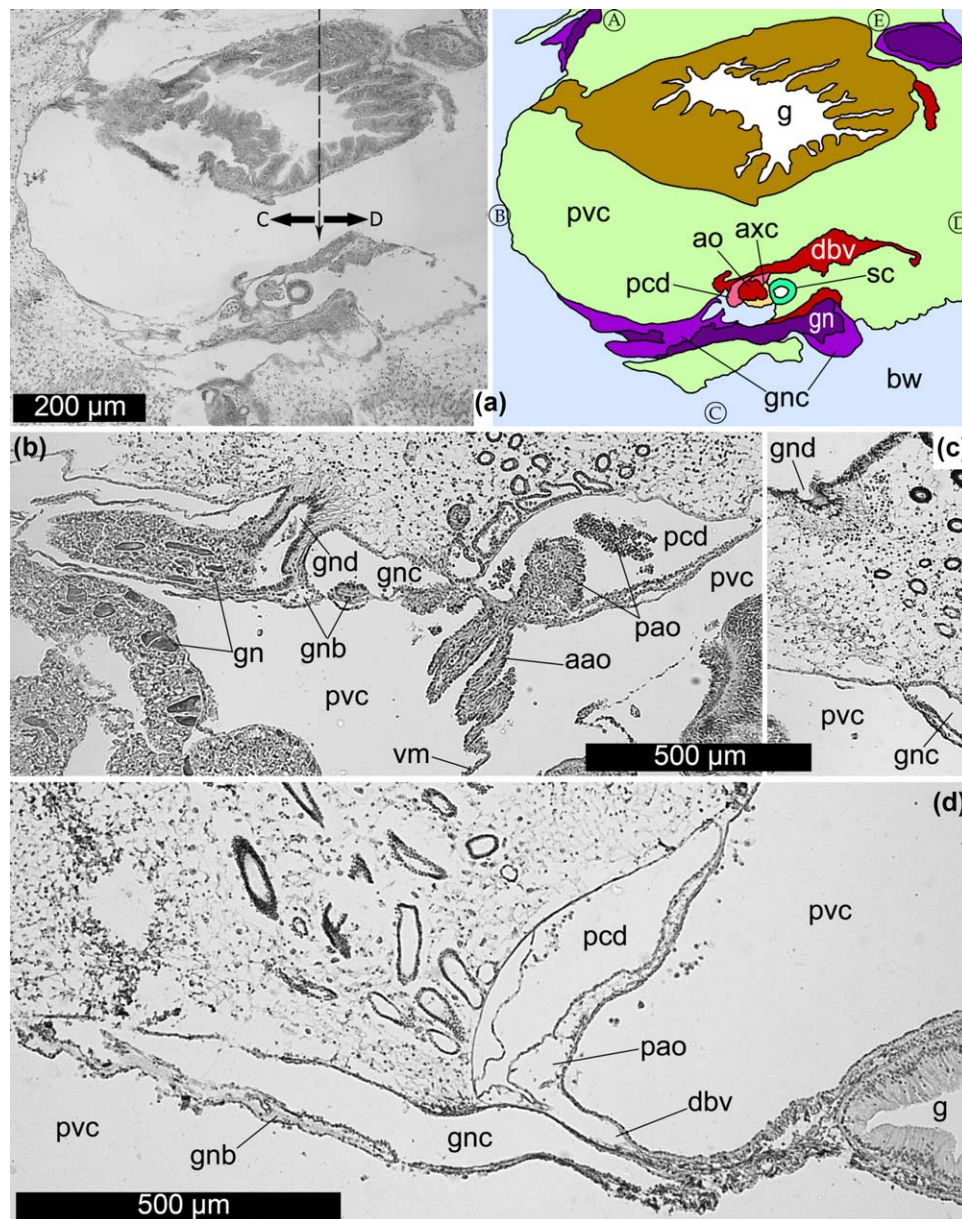 C D
200 µm
(a)
A
E
g
B
pvc
D
ao
axc
dbv
pcd
sc
gn
gnc
bw
C
(b)
gnd
gnc
pcd
pvc
gn
gnb
pao
pvc
aao
vm
500 µm
(c)
gnd
pvc
gnc
(d)
pcd
pvc
pao
dbv
pvc
gnb
gnc
g
500 µm